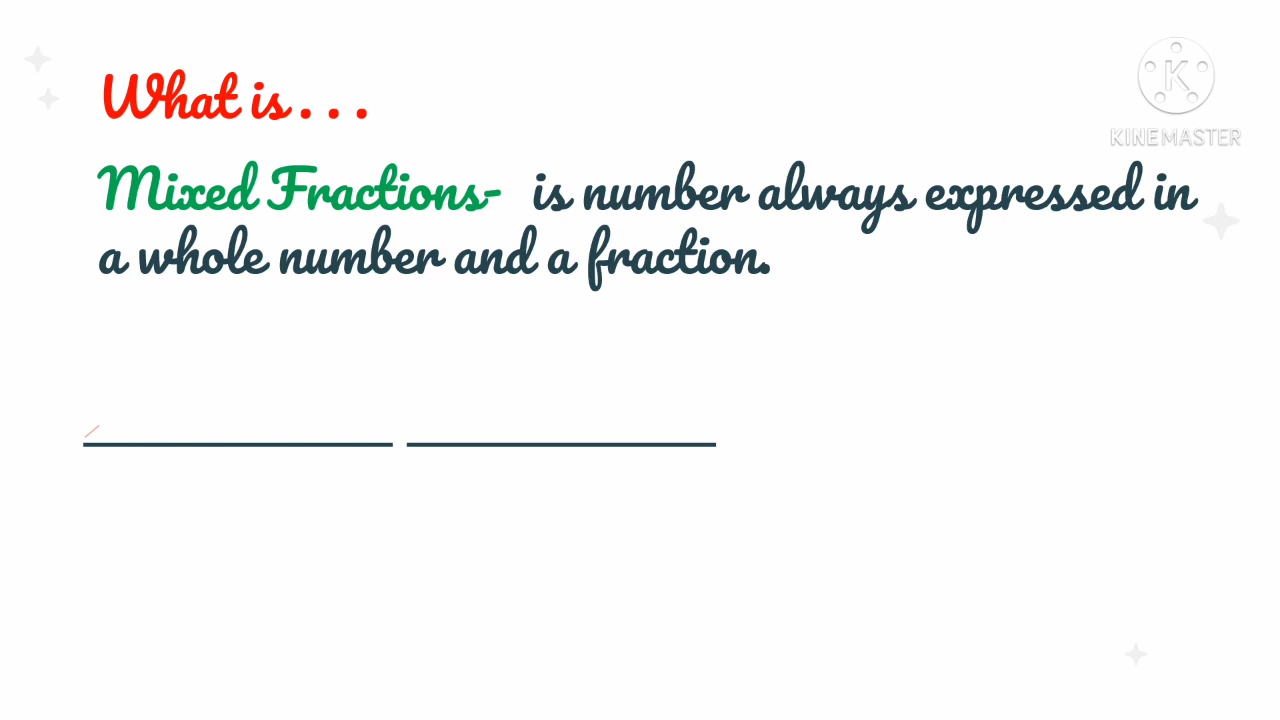 What is . . .
K
KINEMASTER
Mixed Fractions- is number always expressed in
a whole number and a fraction.